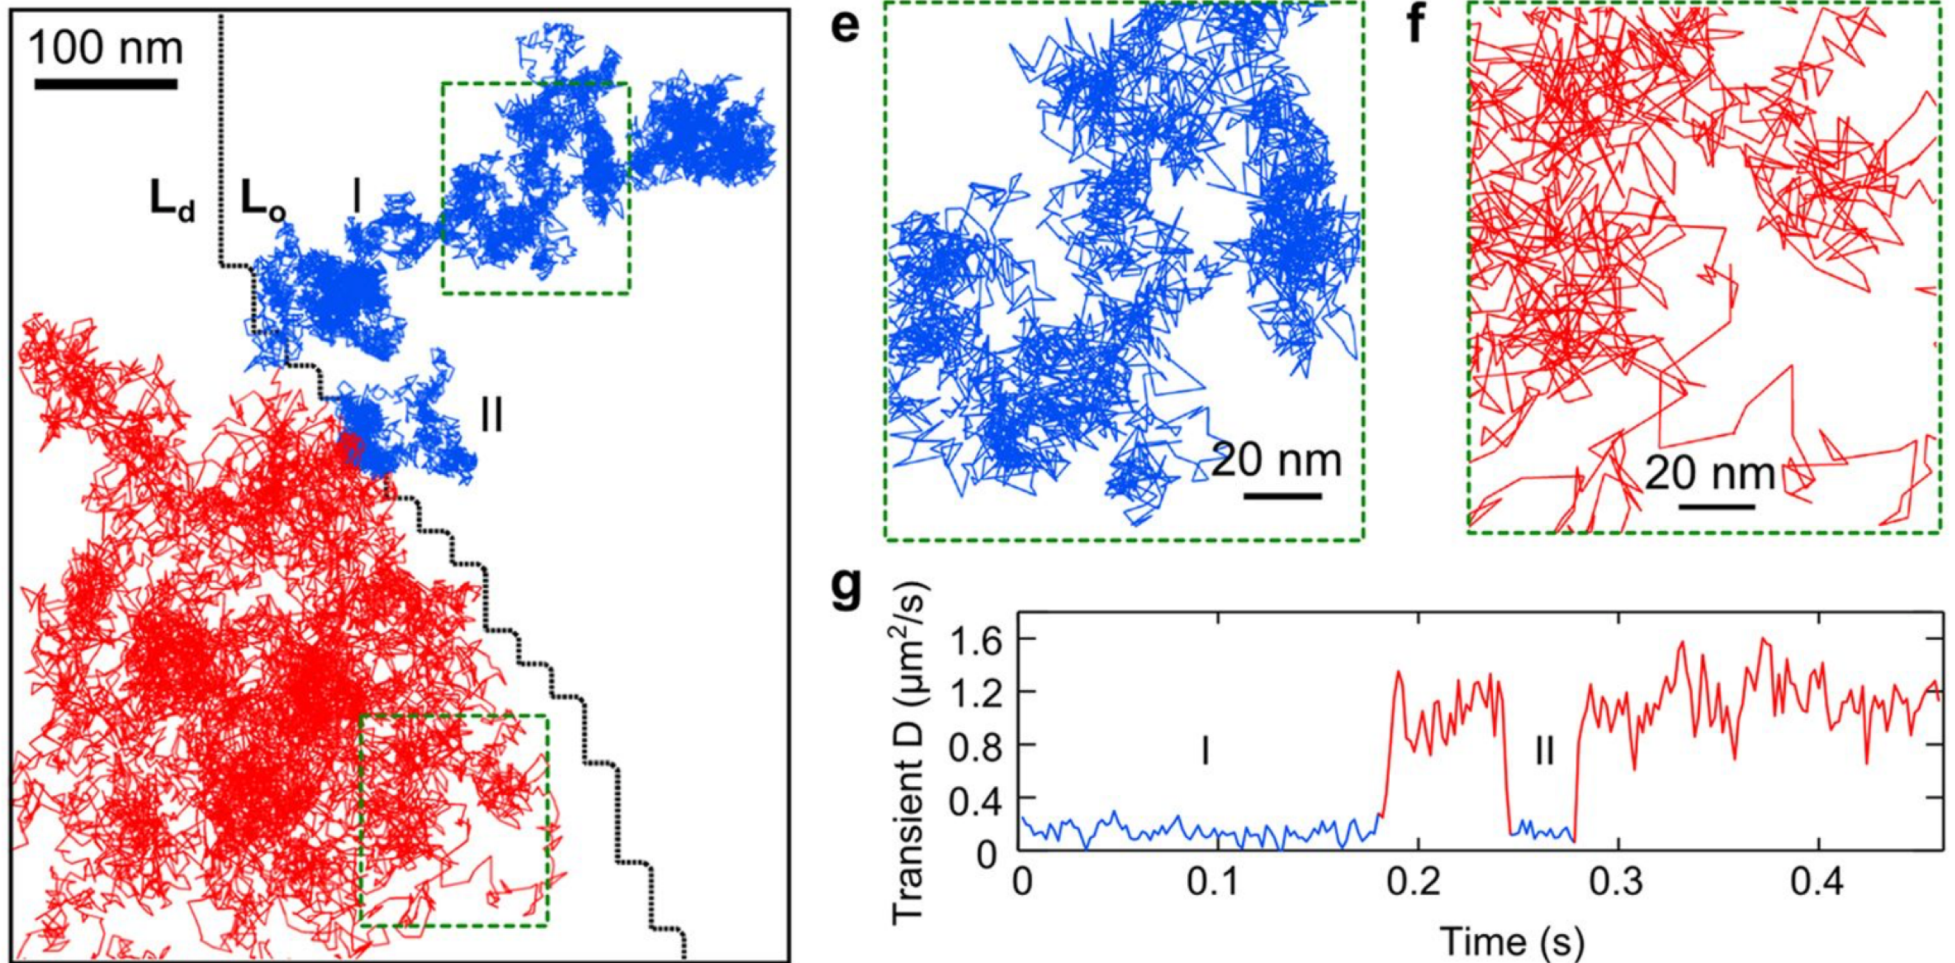 100 nm
Ld Lo I
II
e
20 nm
f
20 nm
g
Transient D (µm²/s)
1.6
1.2
0.8
0.4
0
I II
0 0.1 0.2 0.3 0.4
Time (s)